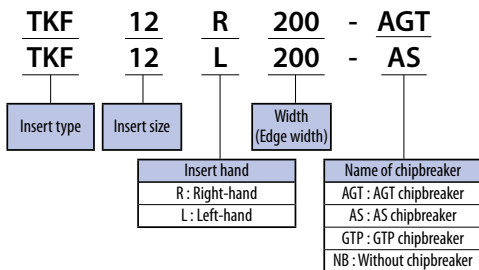 TKF 12 R 200 - AGT
TKF 12 L 200 - AS
Insert type
Insert size
Width
(Edge width)
Insert hand
R : Right-hand
L : Left-hand
Name of chipbreaker
AGT : AGT chipbreaker
AS : AS chipbreaker
GTP : GTP chipbreaker
NB : Without chipbreaker